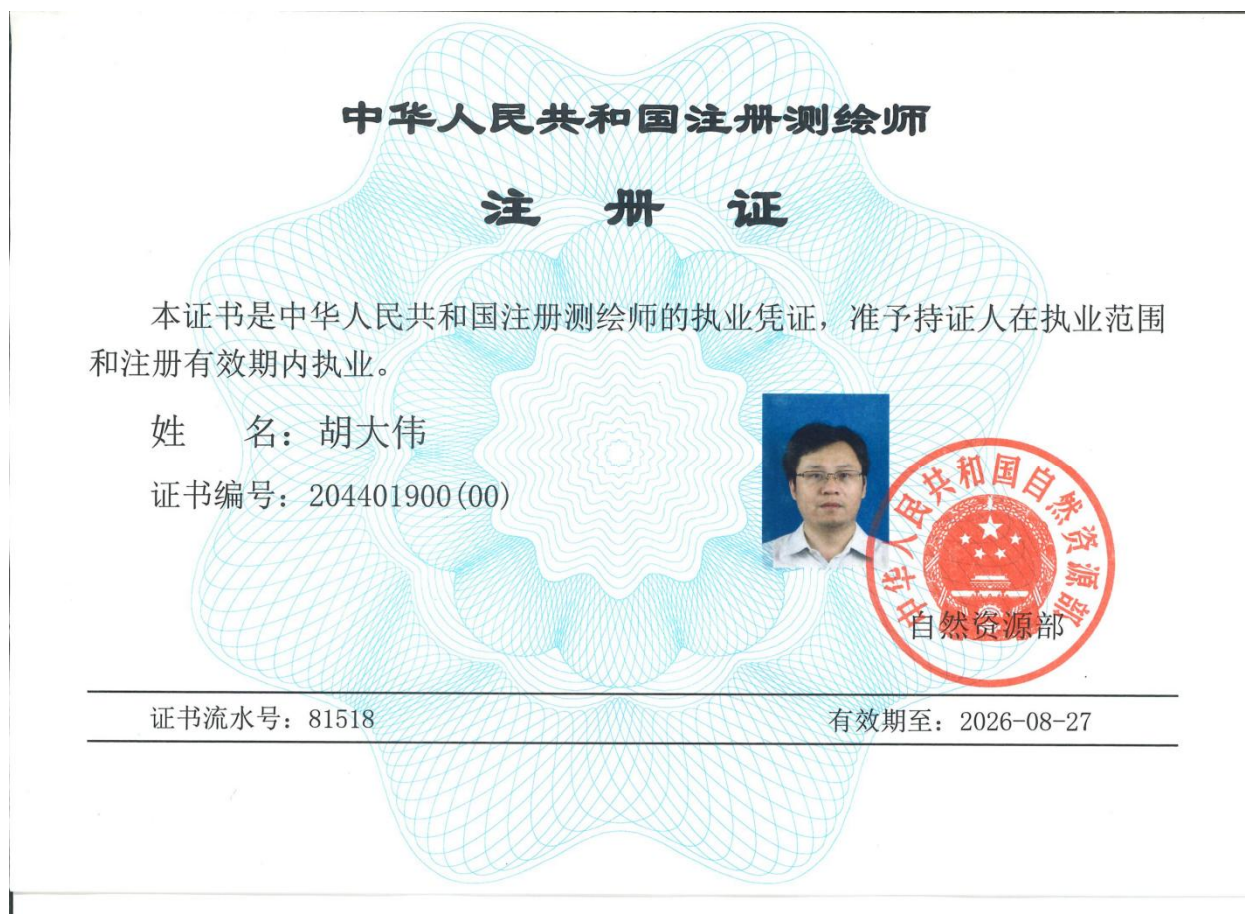 中华人民共和国注册测绘师
注 册 证
本证书是中华人民共和国注册测绘师的执业凭证，准予持证人在执业范围
和注册有效期内执业。
姓 名：胡大伟
证书编号：204401900(00)
中华人民共和国自然资源部
自然资源部
证书流水号：81518
有效期至：2026-08-27